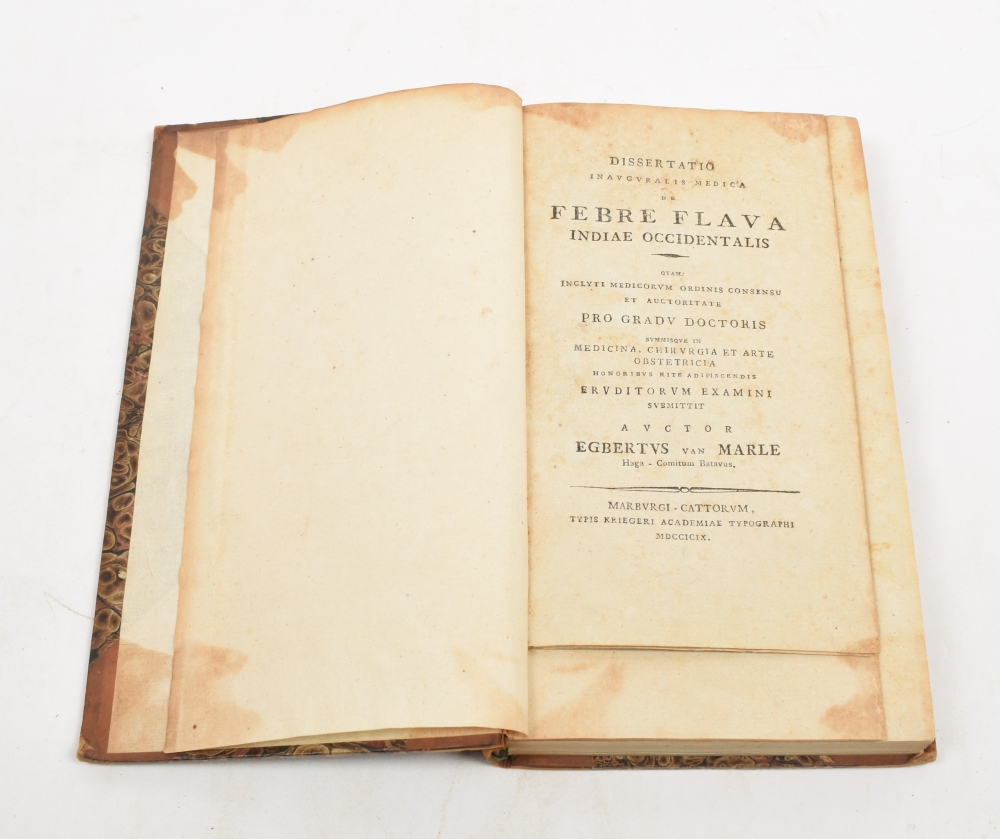 DISSERTATIO
INAVGVRALIS MEDICA
DE
FEBRE FLAVA
INDIAE OCCIDENTALIS
QVAM
INCLYTI MEDICORVM ORDINIS CONSENSU
ET AUCTORITATE
PRO GRADV DOCTORIS
SVMMISQVE IN
MEDICINA, CHIRVRGIA ET ARTE
OBSTETRICIA
HONORIBVS RITE ADIPISCENDIS
ERVDITORVM EXAMINI
SVBMITTIT
AVCTOR
EGBERTVS VAN MARLE
Haga - Comitum Batavus.
MARBVRGI - CATTORVM,
TYPIS KRIEGERI ACADEMIAE TYPOGRAPHI
MDCCICIX.